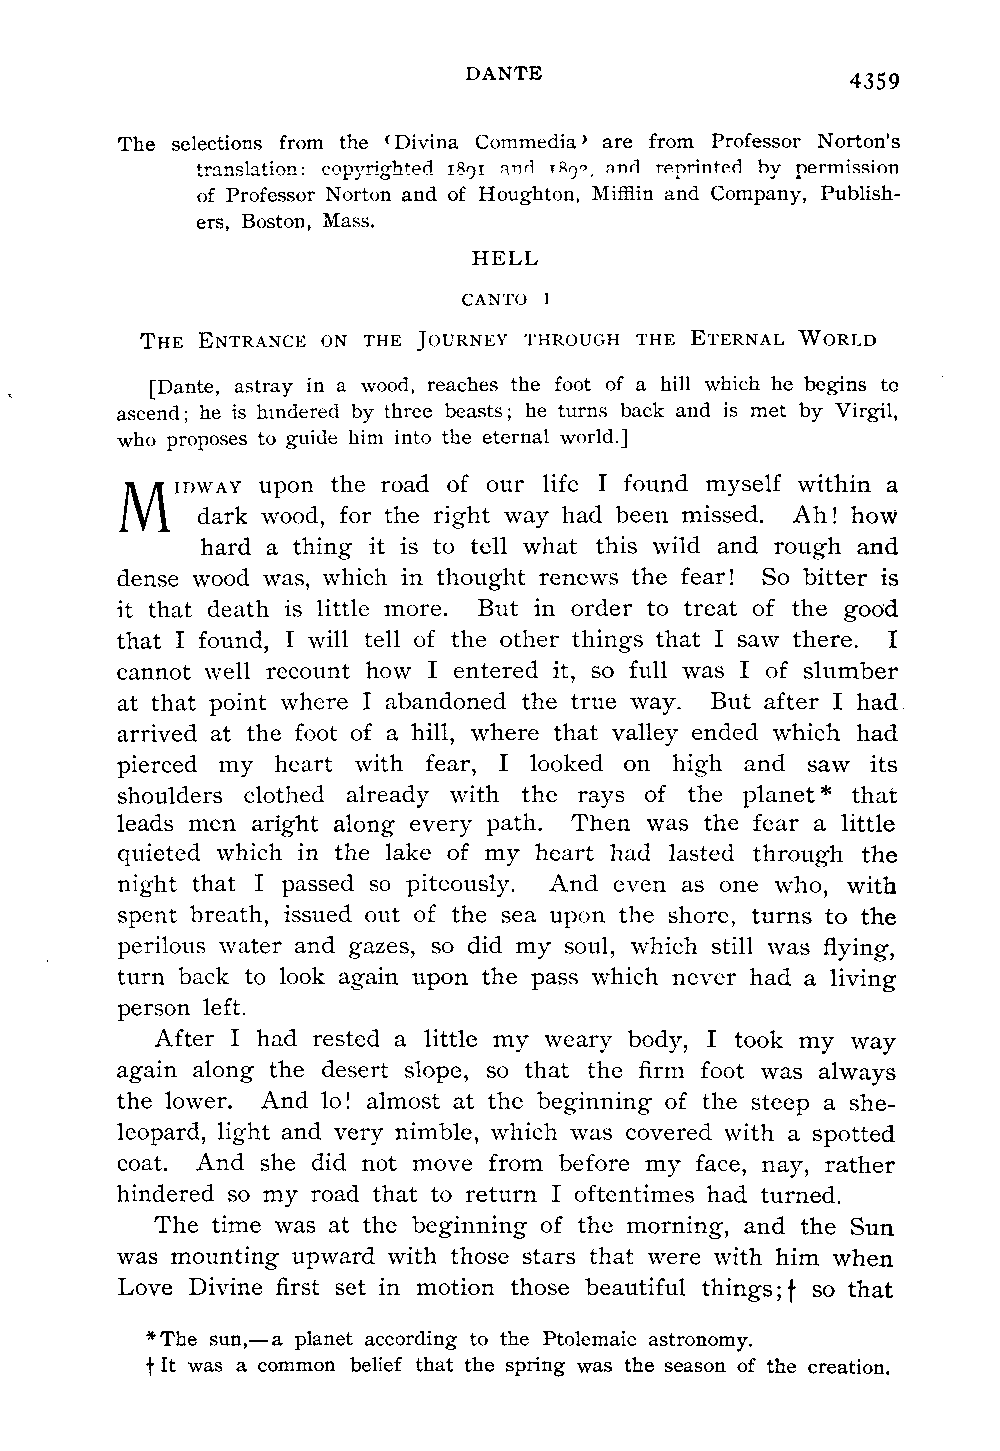 DANTE
4359
The selections from the ‹Divina Commedia› are from Professor Norton's
translation: copyrighted 1891 and 1892, and reprinted by permission
of Professor Norton and of Houghton, Mifflin and Company, Publish-
ers, Boston, Mass.
HELL
CANTO I
THE ENTRANCE ON THE JOURNEY THROUGH THE ETERNAL WORLD
[Dante, astray in a wood, reaches the foot of a hill which he begins to
ascend; he is hindered by three beasts; he turns back and is met by Virgil,
who proposes to guide him into the eternal world.]
MIDWAY upon the road of our life I found myself within a
dark wood, for the right way had been missed. Ah! how
hard a thing it is to tell what this wild and rough and
dense wood was, which in thought renews the fear! So bitter is
it that death is little more. But in order to treat of the good
that I found, I will tell of the other things that I saw there. I
cannot well recount how I entered it, so full was I of slumber
at that point where I abandoned the true way. But after I had
arrived at the foot of a hill, where that valley ended which had
pierced my heart with fear, I looked on high and saw its
shoulders clothed already with the rays of the planet* that
leads men aright along every path. Then was the fear a little
quieted which in the lake of my heart had lasted through the
night that I passed so piteously. And even as one who, with
spent breath, issued out of the sea upon the shore, turns to the
perilous water and gazes, so did my soul, which still was flying,
turn back to look again upon the pass which never had a living
person left.
After I had rested a little my weary body, I took my way
again along the desert slope, so that the firm foot was always
the lower. And lo! almost at the beginning of the steep a she-
leopard, light and very nimble, which was covered with a spotted
coat. And she did not move from before my face, nay, rather
hindered so my road that to return I oftentimes had turned.
The time was at the beginning of the morning, and the Sun
was mounting upward with those stars that were with him when
Love Divine first set in motion those beautiful things;† so that
*The sun,—a planet according to the Ptolemaic astronomy.
†It was a common belief that the spring was the season of the creation.